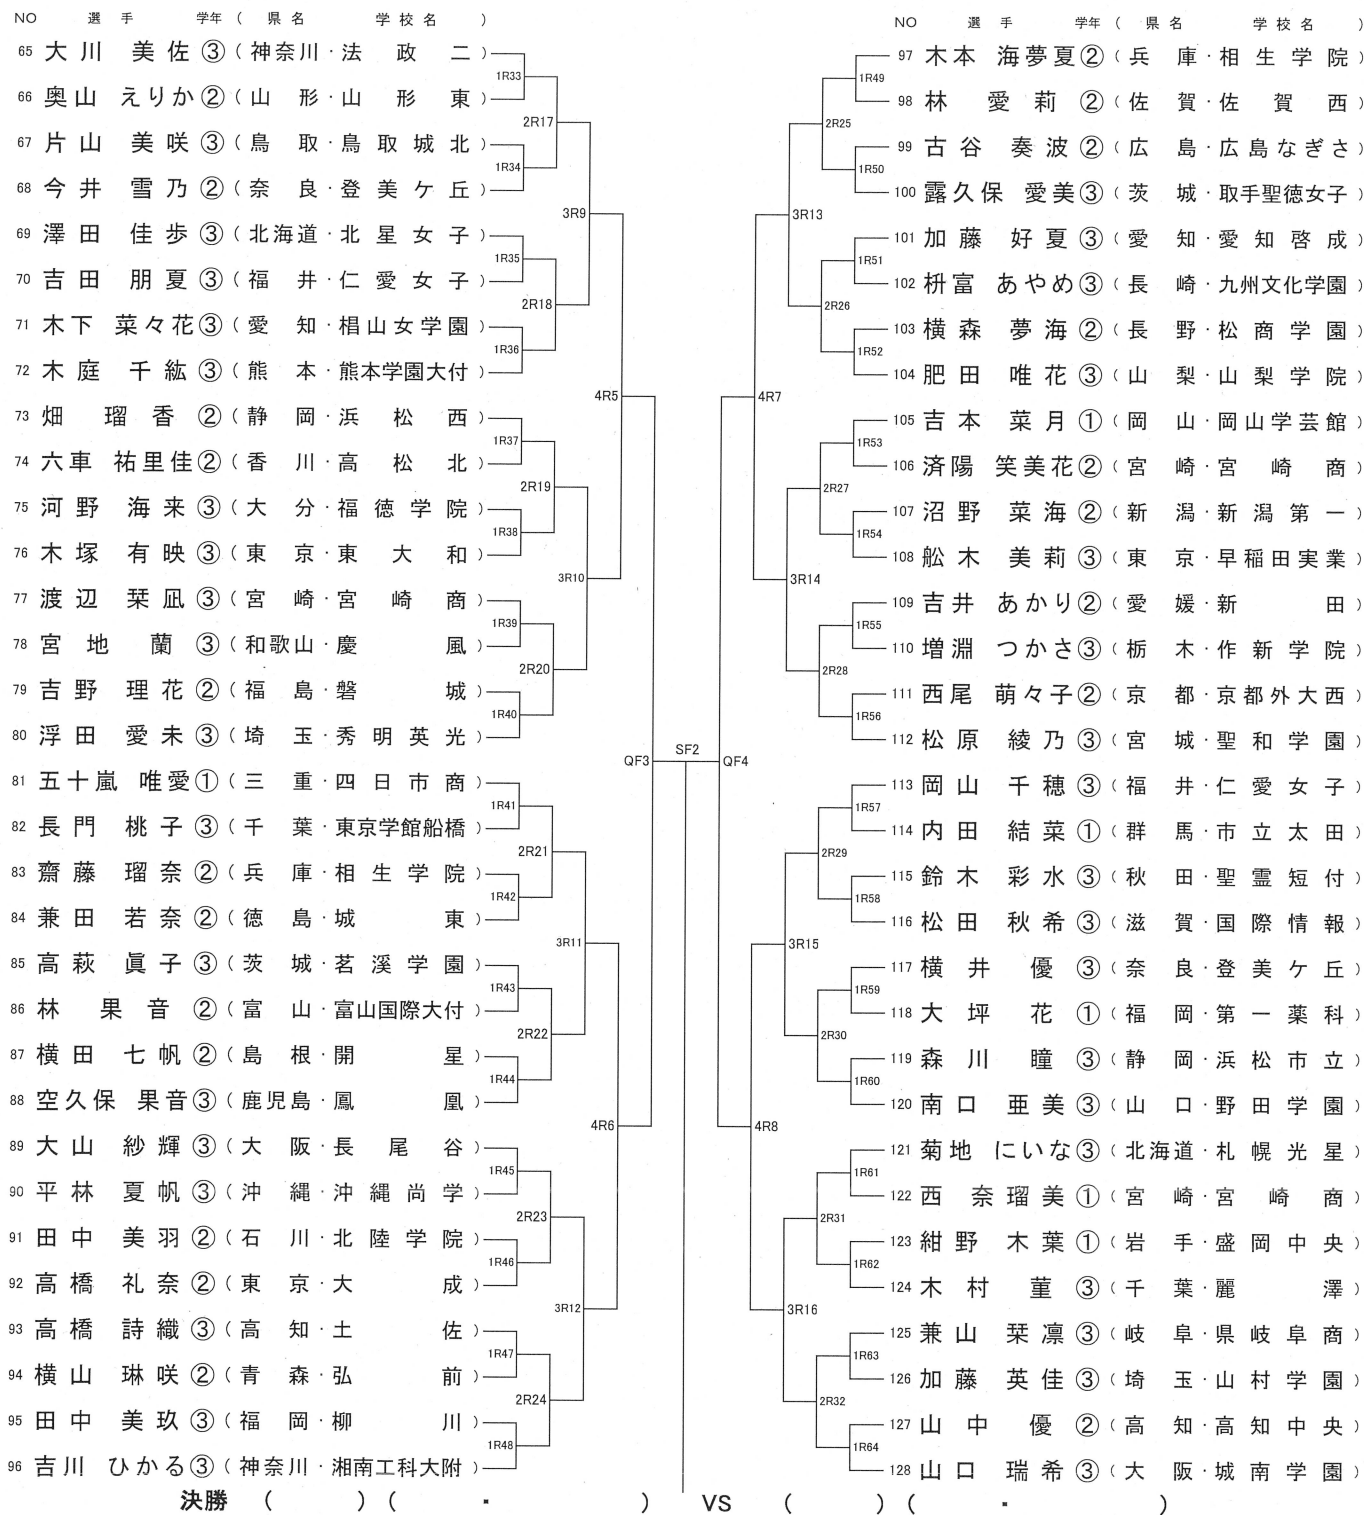 NO 選 手 学年 ( 県 名 学 校 名 )
65 大川 美佐 ③ ( 神奈川・法政二 )
66 奥山 えりか ② ( 山形・山形東 )
67 片山 美咲 ③ ( 鳥取・鳥取城北 )
68 今井 雪乃 ② ( 奈良・登美ケ丘 )
69 澤田 佳歩 ③ ( 北海道・北星女子 )
70 吉田 朋夏 ③ ( 福井・仁愛女子 )
71 木下 菜々花 ③ ( 愛知・椙山女学園 )
72 木庭 千紘 ③ ( 熊本・熊本学園大付 )
73 畑 瑠香 ② ( 静岡・浜松西 )
74 六車 祐里佳 ② ( 香川・高松北 )
75 河野 海来 ③ ( 大分・福徳学院 )
76 木塚 有映 ③ ( 東京・東大和 )
77 渡辺 栞凪 ③ ( 宮崎・宮崎商 )
78 宮地 蘭 ③ ( 和歌山・慶風 )
79 吉野 理花 ② ( 福島・磐城 )
80 浮田 愛未 ③ ( 埼玉・秀明英光 )
81 五十嵐 唯愛 ① ( 三重・四日市商 )
82 長門 桃子 ③ ( 千葉・東京学館船橋 )
83 齋藤 瑠奈 ② ( 兵庫・相生学院 )
84 兼田 若奈 ② ( 徳島・城東 )
85 高萩 眞子 ③ ( 茨城・茗溪学園 )
86 林 果音 ② ( 富山・富山国際大付 )
87 横田 七帆 ② ( 島根・開星 )
88 空久保 果音 ③ ( 鹿児島・鳳凰 )
89 大山 紗輝 ③ ( 大阪・長尾谷 )
90 平林 夏帆 ③ ( 沖縄・沖縄尚学 )
91 田中 美羽 ② ( 石川・北陸学院 )
92 高橋 礼奈 ② ( 東京・大成 )
93 高橋 詩織 ③ ( 高知・土佐 )
94 横山 琳咲 ② ( 青森・弘前 )
95 田中 美玖 ③ ( 福岡・柳川 )
96 吉川 ひかる ③ ( 神奈川・湘南工科大附 )
1R33
1R34
1R35
1R36
1R37
1R38
1R39
1R40
1R41
1R42
1R43
1R44
1R45
1R46
1R47
1R48
2R17
2R18
2R19
2R20
2R21
2R22
2R23
2R24
3R9
3R10
3R11
3R12
4R5
4R6
QF3
SF2
QF4
4R7
4R8
3R13
3R14
3R15
3R16
2R25
2R26
2R27
2R28
2R29
2R30
2R31
2R32
1R49
1R50
1R51
1R52
1R53
1R54
1R55
1R56
1R57
1R58
1R59
1R60
1R61
1R62
1R63
1R64
NO 選 手 学年 ( 県 名 学 校 名 )
97 木本 海夢夏 ② ( 兵庫・相生学院 )
98 林 愛莉 ② ( 佐賀・佐賀西 )
99 古谷 奏波 ② ( 広島・広島なぎさ )
100 露久保 愛美 ③ ( 茨城・取手聖徳女子 )
101 加藤 好夏 ③ ( 愛知・愛知啓成 )
102 枡富 あやめ ③ ( 長崎・九州文化学園 )
103 横森 夢海 ② ( 長野・松商学園 )
104 肥田 唯花 ③ ( 山梨・山梨学院 )
105 吉本 菜月 ① ( 岡山・岡山学芸館 )
106 済陽 笑美花 ② ( 宮崎・宮崎商 )
107 沼野 菜海 ② ( 新潟・新潟第一 )
108 舩木 美莉 ③ ( 東京・早稲田実業 )
109 吉井 あかり ② ( 愛媛・新田 )
110 増淵 つかさ ③ ( 栃木・作新学院 )
111 西尾 萌々子 ② ( 京都・京都外大西 )
112 松原 綾乃 ③ ( 宮城・聖和学園 )
113 岡山 千穂 ③ ( 福井・仁愛女子 )
114 内田 結菜 ① ( 群馬・市立太田 )
115 鈴木 彩水 ③ ( 秋田・聖霊短付 )
116 松田 秋希 ③ ( 滋賀・国際情報 )
117 横井 優 ③ ( 奈良・登美ケ丘 )
118 大坪 花 ① ( 福岡・第一薬科 )
119 森川 瞳 ③ ( 静岡・浜松市立 )
120 南口 亜美 ③ ( 山口・野田学園 )
121 菊地 にいな ③ ( 北海道・札幌光星 )
122 西 奈瑠美 ① ( 宮崎・宮崎商 )
123 紺野 木葉 ① ( 岩手・盛岡中央 )
124 木村 菫 ③ ( 千葉・麗澤 )
125 兼山 栞凛 ③ ( 岐阜・県岐阜商 )
126 加藤 英佳 ③ ( 埼玉・山村学園 )
127 山中 優 ② ( 高知・高知中央 )
128 山口 瑞希 ③ ( 大阪・城南学園 )
決勝 ( ) ( ・ ) VS ( ) ( ・ )